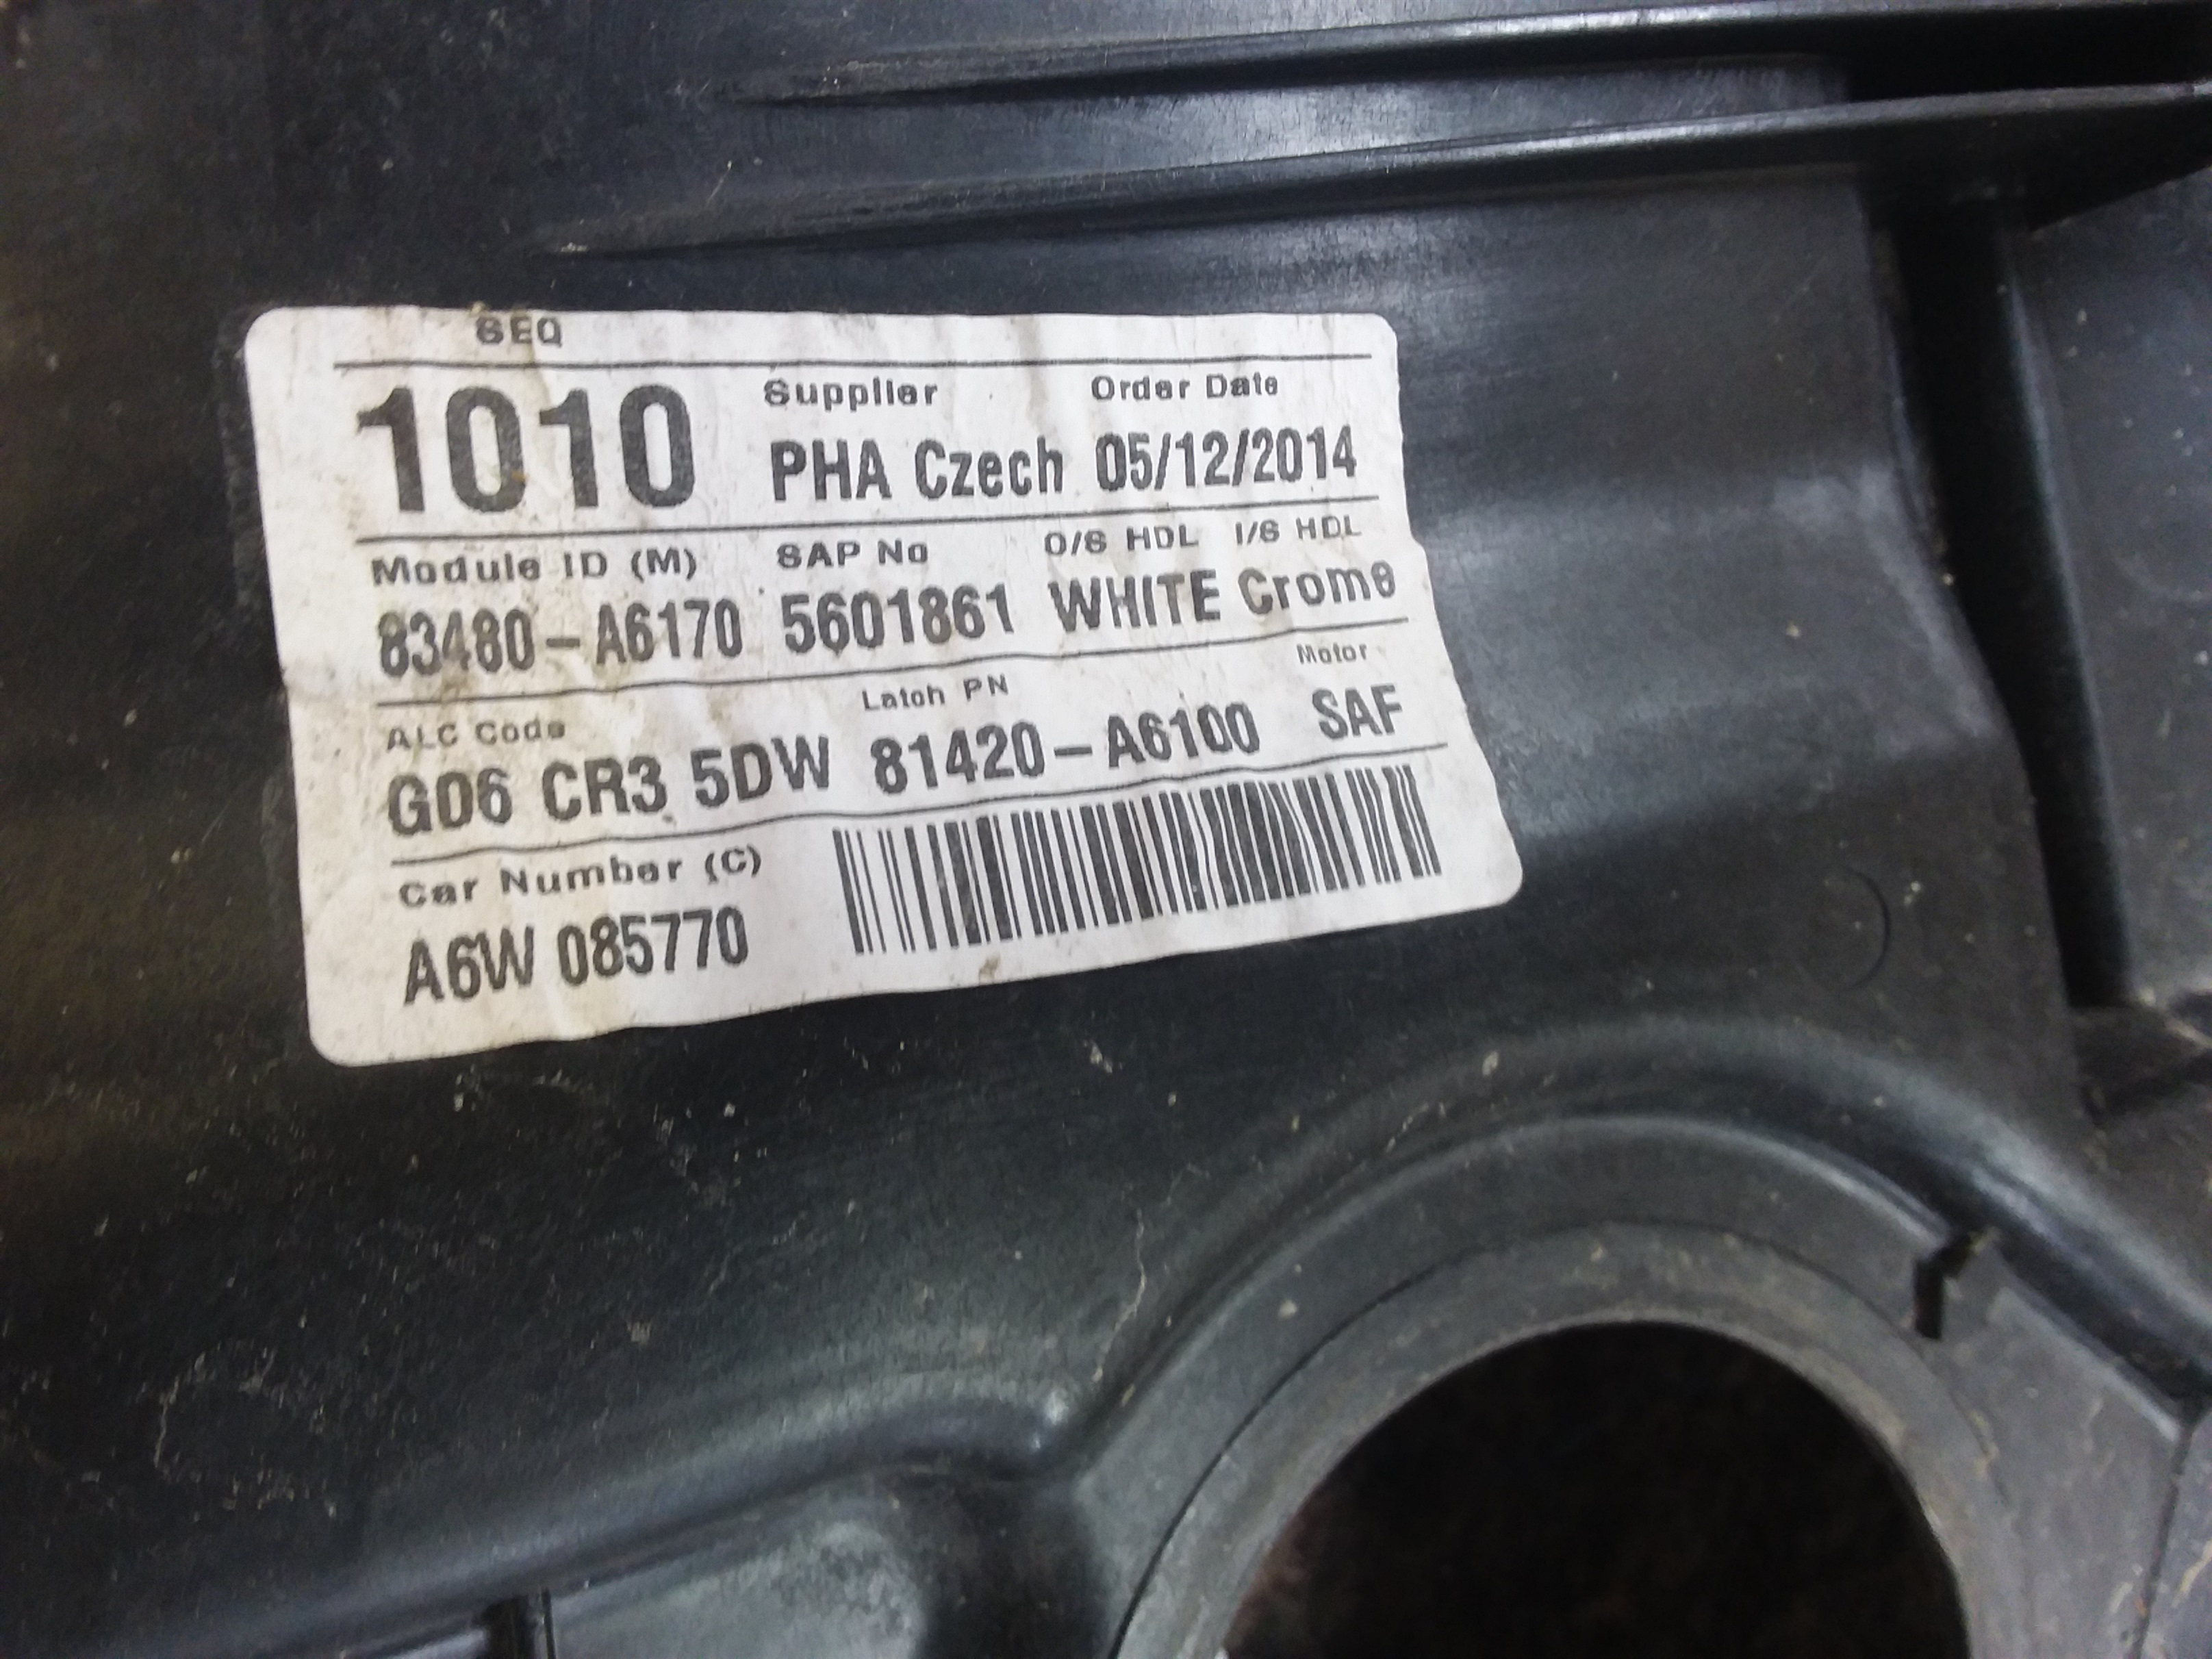 SEQ
1010
Supplier Order Date
PHA Czech 05/12/2014
Module ID (M) SAP No O/S HDL I/S HDL
83480-A6170 5601861 WHITE Crome
ALC Code Latch PN Motor
G06 CR3 5DW 81420-A6100 SAF
Car Number (C)
A6W 085770